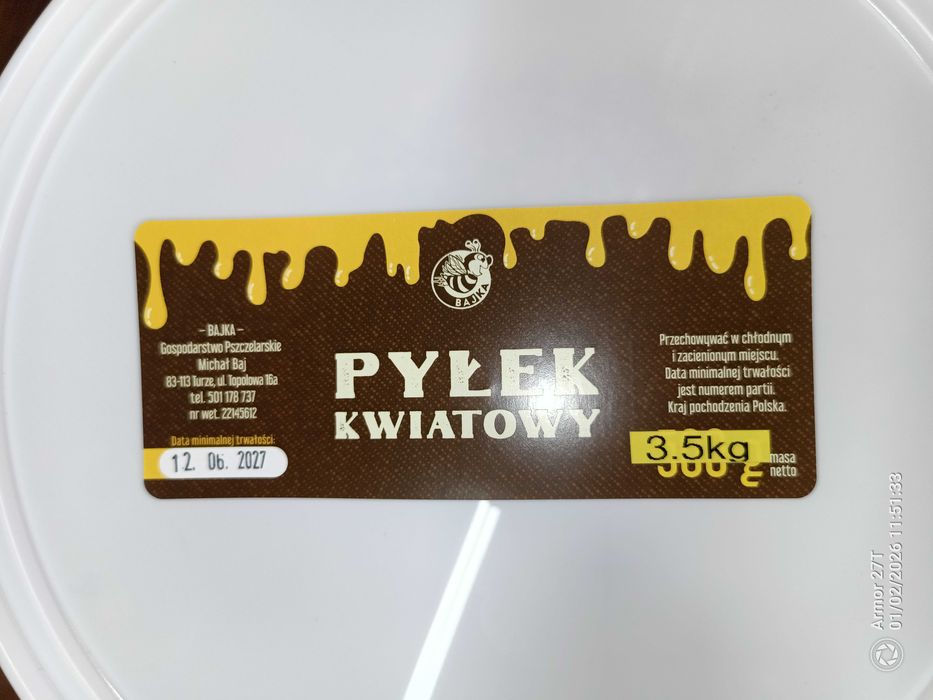 BAJKA
– BAJKA –
Gospodarstwo Pszczelarskie
Michał Baj
83-113 Turze, ul. Topolowa 16a
tel. 501 178 737
nr wet. 22145612
Data minimalnej trwałości:
12. 06. 2027
PYŁEK
KWIATOWY
Przechowywać w chłodnym
i zacienionym miejscu.
Data minimalnej trwałości
jest numerem partii.
Kraj pochodzenia Polska.
3.5kg
500 g
masa
netto
Armor 27T
01/02/2026 11:51:33